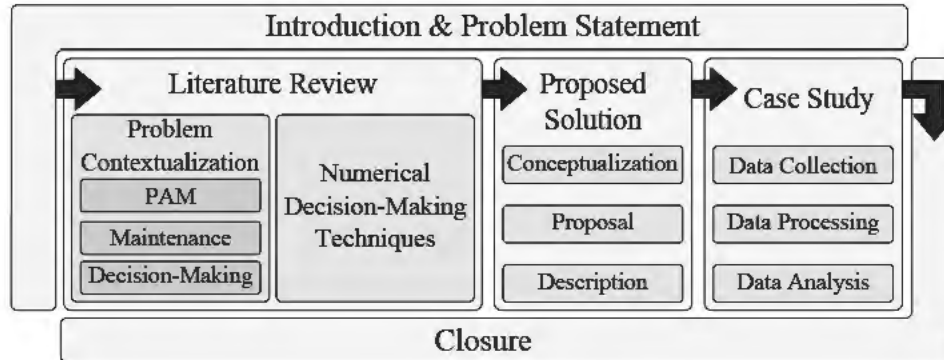 Introduction & Problem Statement
Literature Review
Problem
Contextualization
PAM
Maintenance
Decision-Making
Numerical
Decision-Making
Techniques
Proposed
Solution
Conceptualization
Proposal
Description
Case Study
Data Collection
Data Processing
Data Analysis
Closure